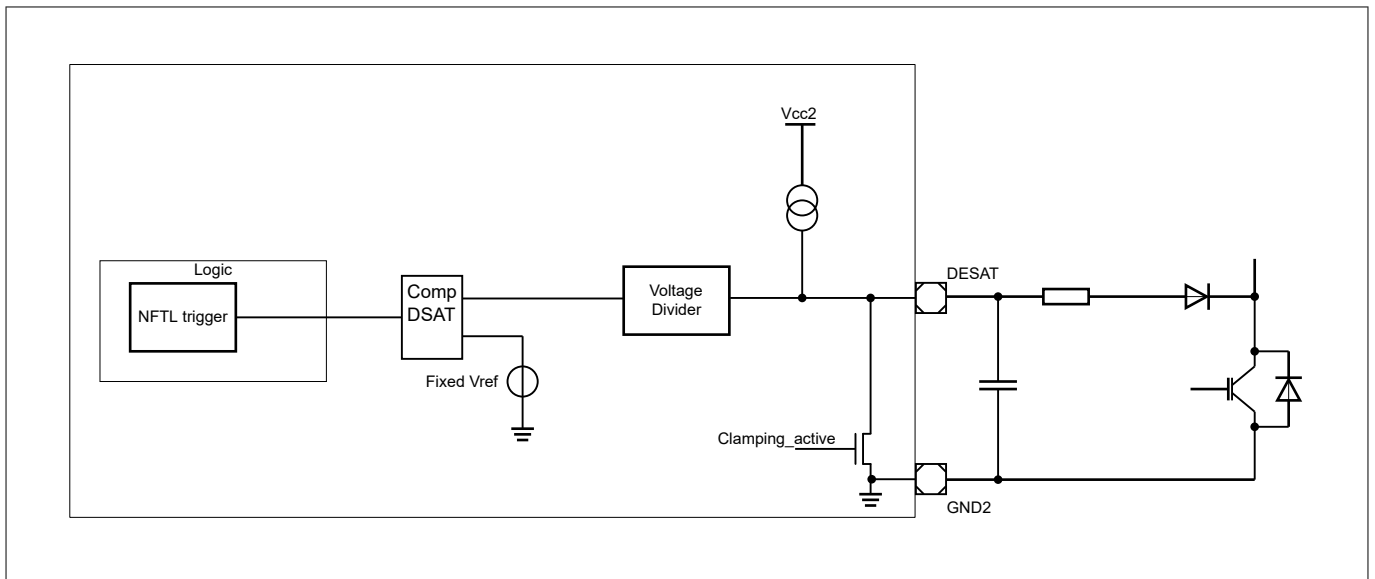 Vcc2
Logic
DESAT
Comp
DSAT
Voltage
Divider
NFTL trigger
Fixed Vref
Clamping_active
GND2